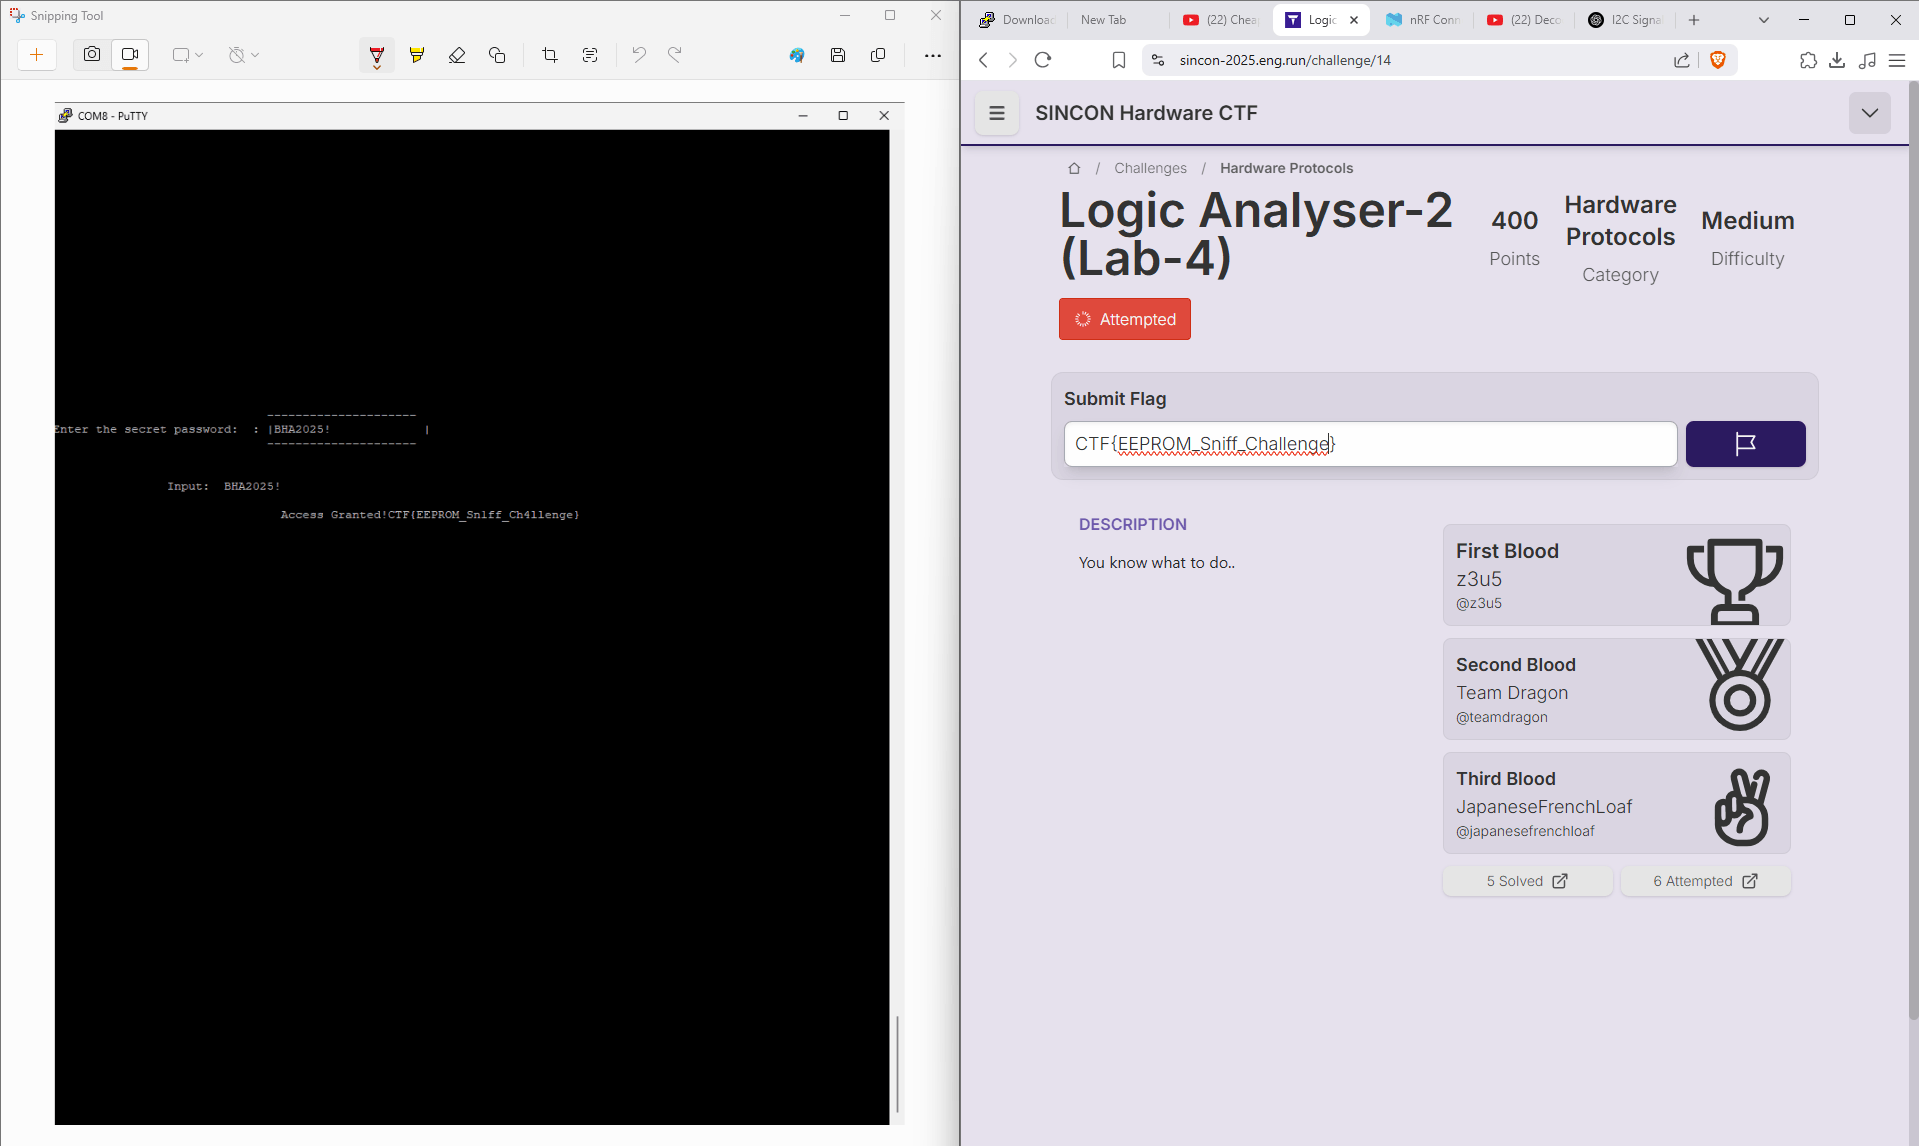 Snipping Tool
COM8 - PuTTY
---------------------
Enter the secret password:  : |BHA2025!             |
---------------------
Input:  BHA2025!
Access Granted!CTF{EEPROM_Sn1ff_Ch4llenge}
Download
New Tab
(22) Chea
Logic
nRF Conn
(22) Deco
I2C Signa
sincon-2025.eng.run/challenge/14
SINCON Hardware CTF
/ Challenges / Hardware Protocols
Logic Analyser-2
(Lab-4)
400
Points
Hardware
Protocols
Category
Medium
Difficulty
Attempted
Submit Flag
CTF{EEPROM_Sniff_Challenge}
DESCRIPTION
You know what to do..
First Blood
z3u5
@z3u5
Second Blood
Team Dragon
@teamdragon
Third Blood
JapaneseFrenchLoaf
@japanesefrenchloaf
5 Solved
6 Attempted